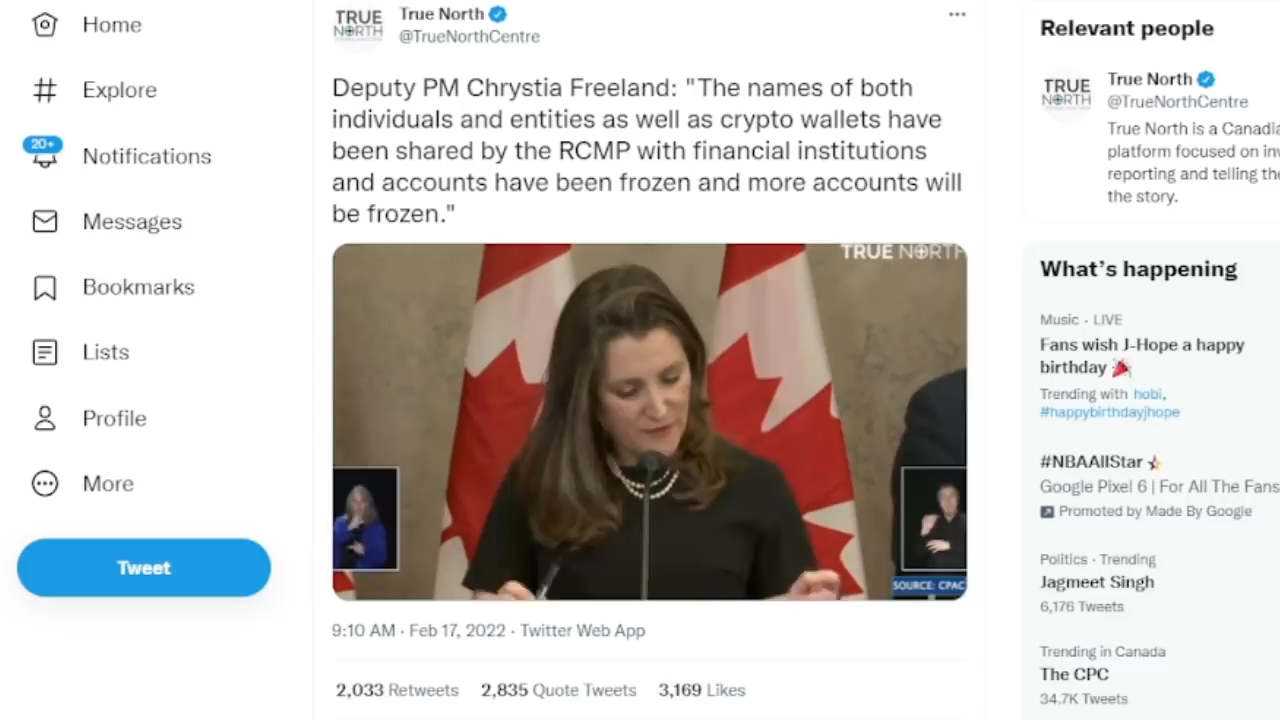 Home
Explore
20+
Notifications
Messages
Bookmarks
Lists
Profile
More
Tweet
TRUE
NORTH
True North
@TrueNorthCentre
Deputy PM Chrystia Freeland: "The names of both
individuals and entities as well as crypto wallets have
been shared by the RCMP with financial institutions
and accounts have been frozen and more accounts will
be frozen."
TRUE NORTH
SOURCE: CPAC
9:10 AM · Feb 17, 2022 · Twitter Web App
2,033 Retweets 2,835 Quote Tweets 3,169 Likes
Relevant people
TRUE
NORTH
True North
@TrueNorthCentre
True North is a Canadia
platform focused on inv
reporting and telling the
the story.
What's happening
Music · LIVE
Fans wish J-Hope a happy
birthday
Trending with hobi,
#happybirthdayjhope
#NBAAllStar
Google Pixel 6 | For All The Fans
Promoted by Made By Google
Politics · Trending
Jagmeet Singh
6,176 Tweets
Trending in Canada
The CPC
34.7K Tweets